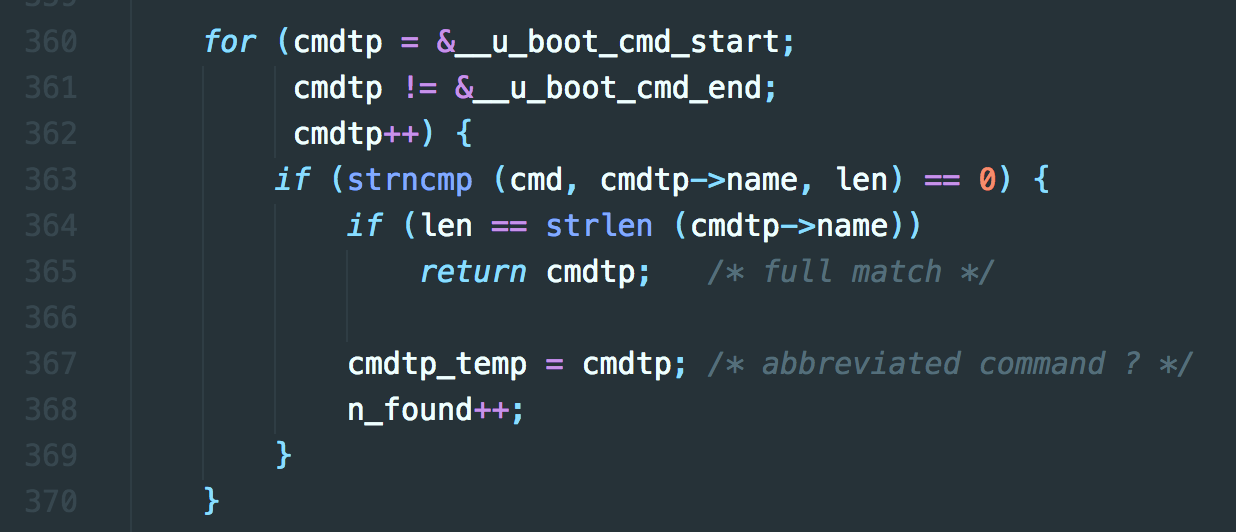 359
360 for (cmdtp = &__u_boot_cmd_start;
361 cmdtp != &__u_boot_cmd_end;
362 cmdtp++) {
363 if (strncmp (cmd, cmdtp->name, len) == 0) {
364 if (len == strlen (cmdtp->name))
365 return cmdtp; /* full match */
366
367 cmdtp_temp = cmdtp; /* abbreviated command ? */
368 n_found++;
369 }
370 }